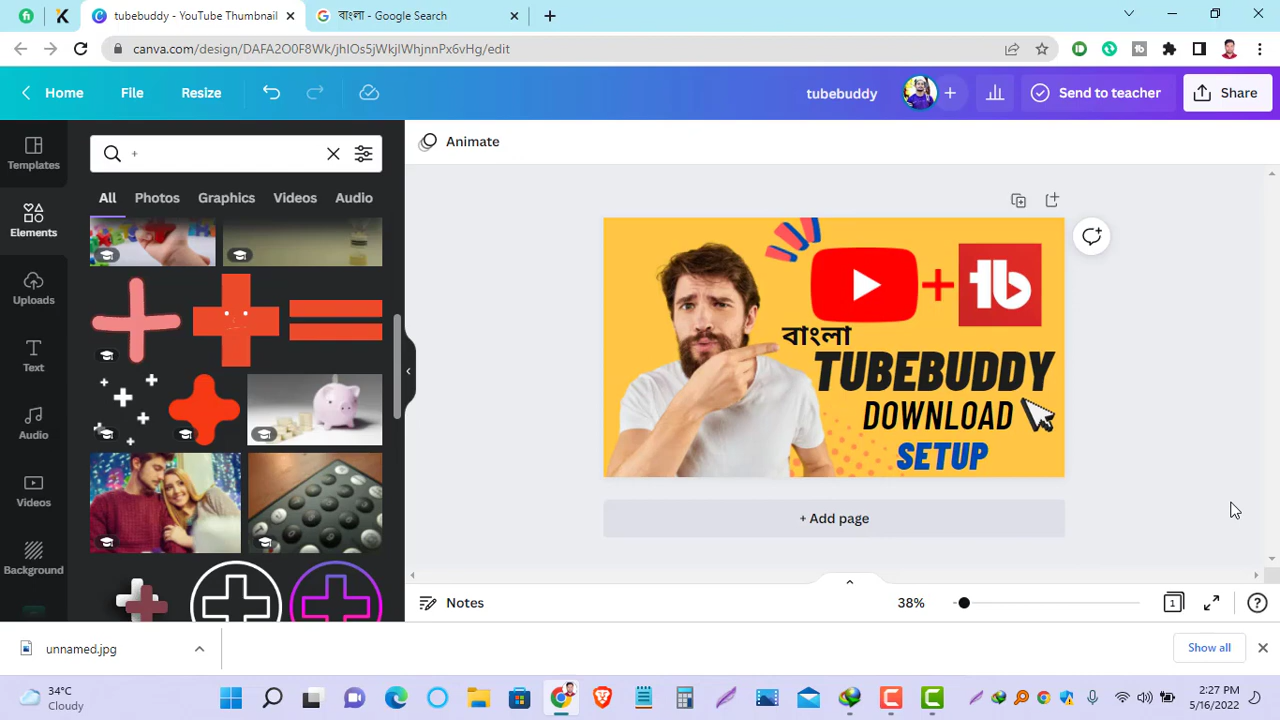 tubebuddy - YouTube Thumbnail
বাংলা - Google Search
canva.com/design/DAFA2O0F8Wk/jhlOs5jWkjlWhjnnPx6vHg/edit
Home
File
Resize
tubebuddy
Send to teacher
Share
Templates
Elements
Uploads
Text
Audio
Videos
Background
+
All
Photos
Graphics
Videos
Audio
Animate
বাংলা
TUBEBUDDY
DOWNLOAD
SETUP
+ Add page
Notes
38%
1
unnamed.jpg
Show all
34°C
Cloudy
2:27 PM
5/16/2022